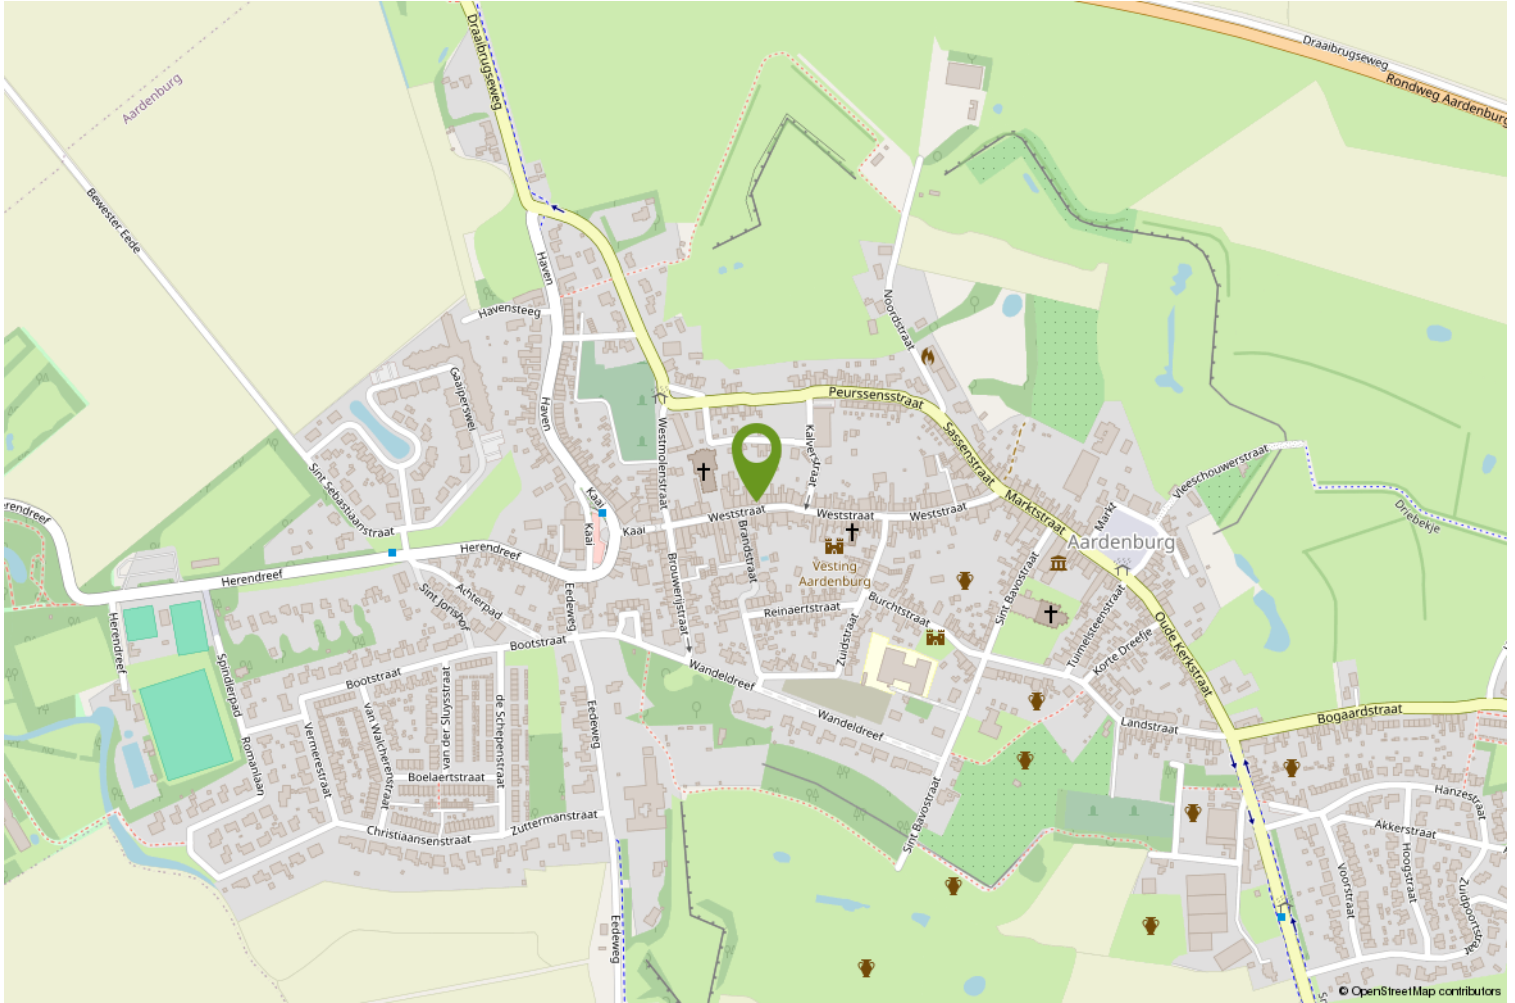 Draaibrugseweg
Draaibrugseweg
Rondweg Aardenburg
Aardenburg
Bewester Eede
Haven
Havensteeg
Noordstraat
Gaaiperswei
Haven
Peurssensstraat
Sassenstraat
Westmolenstraat
Kalverstraat
Vleeschouwerstraat
Sint Sebastiaanstraat
Kaai
Marktstraat
Markt
Driebekje
Weststraat
Weststraat
Weststraat
Kaai
Kaai
Aardenburg
Herendreef
Brandstraat
Brouwerijstraat
Vesting
Aardenburg
Sint Bavostraat
Herendreef
Achterpad
Sint Jorishof
Eedeweg
Reinaertstraat
Burchtstraat
Tuimelsteenstraat
Oude Kerkstraat
Herendreef
Zuidstraat
Korte Dreefje
Bootstraat
Spindlerpad
Wandeldreef
Bootstraat
van der Sluysstraat
de Schepenstraat
Wandeldreef
Landstraat
Bogaardstraat
Romanlaan
Vermerestraat
van Walcherenstraat
Eedeweg
Boelaertstraat
Sint Bavostraat
Hanzestraat
Christiaansenstraat
Zuttermanstraat
Akkerstraat
Voorstraat
Hoogstraat
Zuidpoortstraat
Eedeweg
© OpenStreetMap contributors